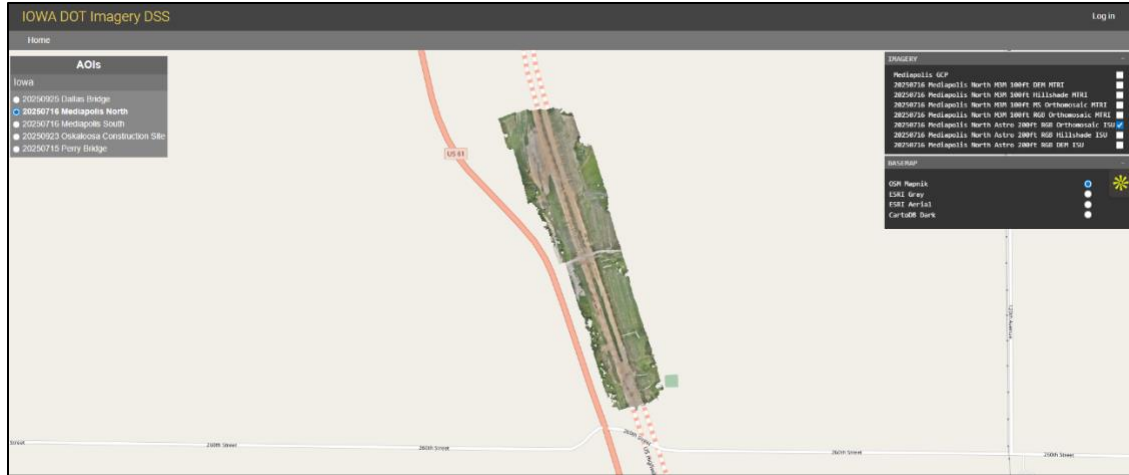 IOWA DOT Imagery DSS
Log in
Home
AOIs
Iowa
20250925 Dallas Bridge
20250716 Mediapolis North
20250716 Mediapolis South
20250923 Oskaloosa Construction Site
20250715 Perry Bridge
IMAGERY
Mediapolis GCP
20250716 Mediapolis North M3M 100ft DEM MTRI
20250716 Mediapolis North M3M 100ft Hillshade MTRI
20250716 Mediapolis North M3M 100ft MS Orthomosaic MTRI
20250716 Mediapolis North M3M 100ft RGB Orthomosaic MTRI
20250716 Mediapolis North Astro 200ft RGB Orthomosaic ISU
20250716 Mediapolis North Astro 200ft RGB Hillshade ISU
20250716 Mediapolis North Astro 200ft RGB DEM ISU
BASEMAP
OSM Mapnik
ESRI Gray
ESRI Aerial
CartoDB Dark
US 61
Street
260th Street
260th Street
US Highway
260th Street